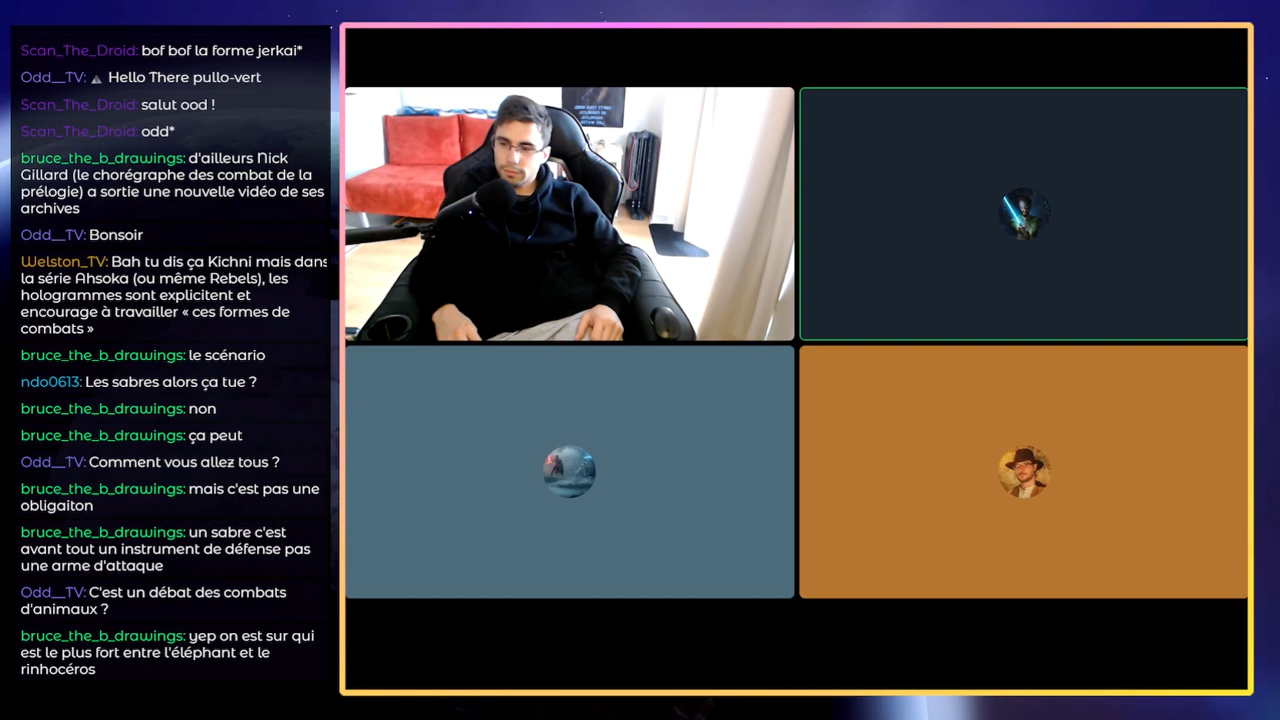 Scan_The_Droid: bof bof la forme jerkai*
Odd__TV: Hello There pullo-vert
Scan_The_Droid: salut ood !
Scan_The_Droid: odd*
bruce_the_b_drawings: d'ailleurs Nick
Gillard (le chorégraphe des combat de la
prélogie) a sortie une nouvelle vidéo de ses
archives
Odd__TV: Bonsoir
Welston_TV: Bah tu dis ça Kichni mais dans
la série Ahsoka (ou même Rebels), les
hologrammes sont explicitent et
encourage à travailler « ces formes de
combats »
bruce_the_b_drawings: le scénario
ndo0613: Les sabres alors ça tue ?
bruce_the_b_drawings: non
bruce_the_b_drawings: ça peut
Odd__TV: Comment vous allez tous ?
bruce_the_b_drawings: mais c'est pas une
obligaiton
bruce_the_b_drawings: un sabre c'est
avant tout un instrument de défense pas
une arme d'attaque
Odd__TV: C'est un débat des combats
d'animaux ?
bruce_the_b_drawings: yep on est sur qui
est le plus fort entre l'éléphant et le
rinhocéros